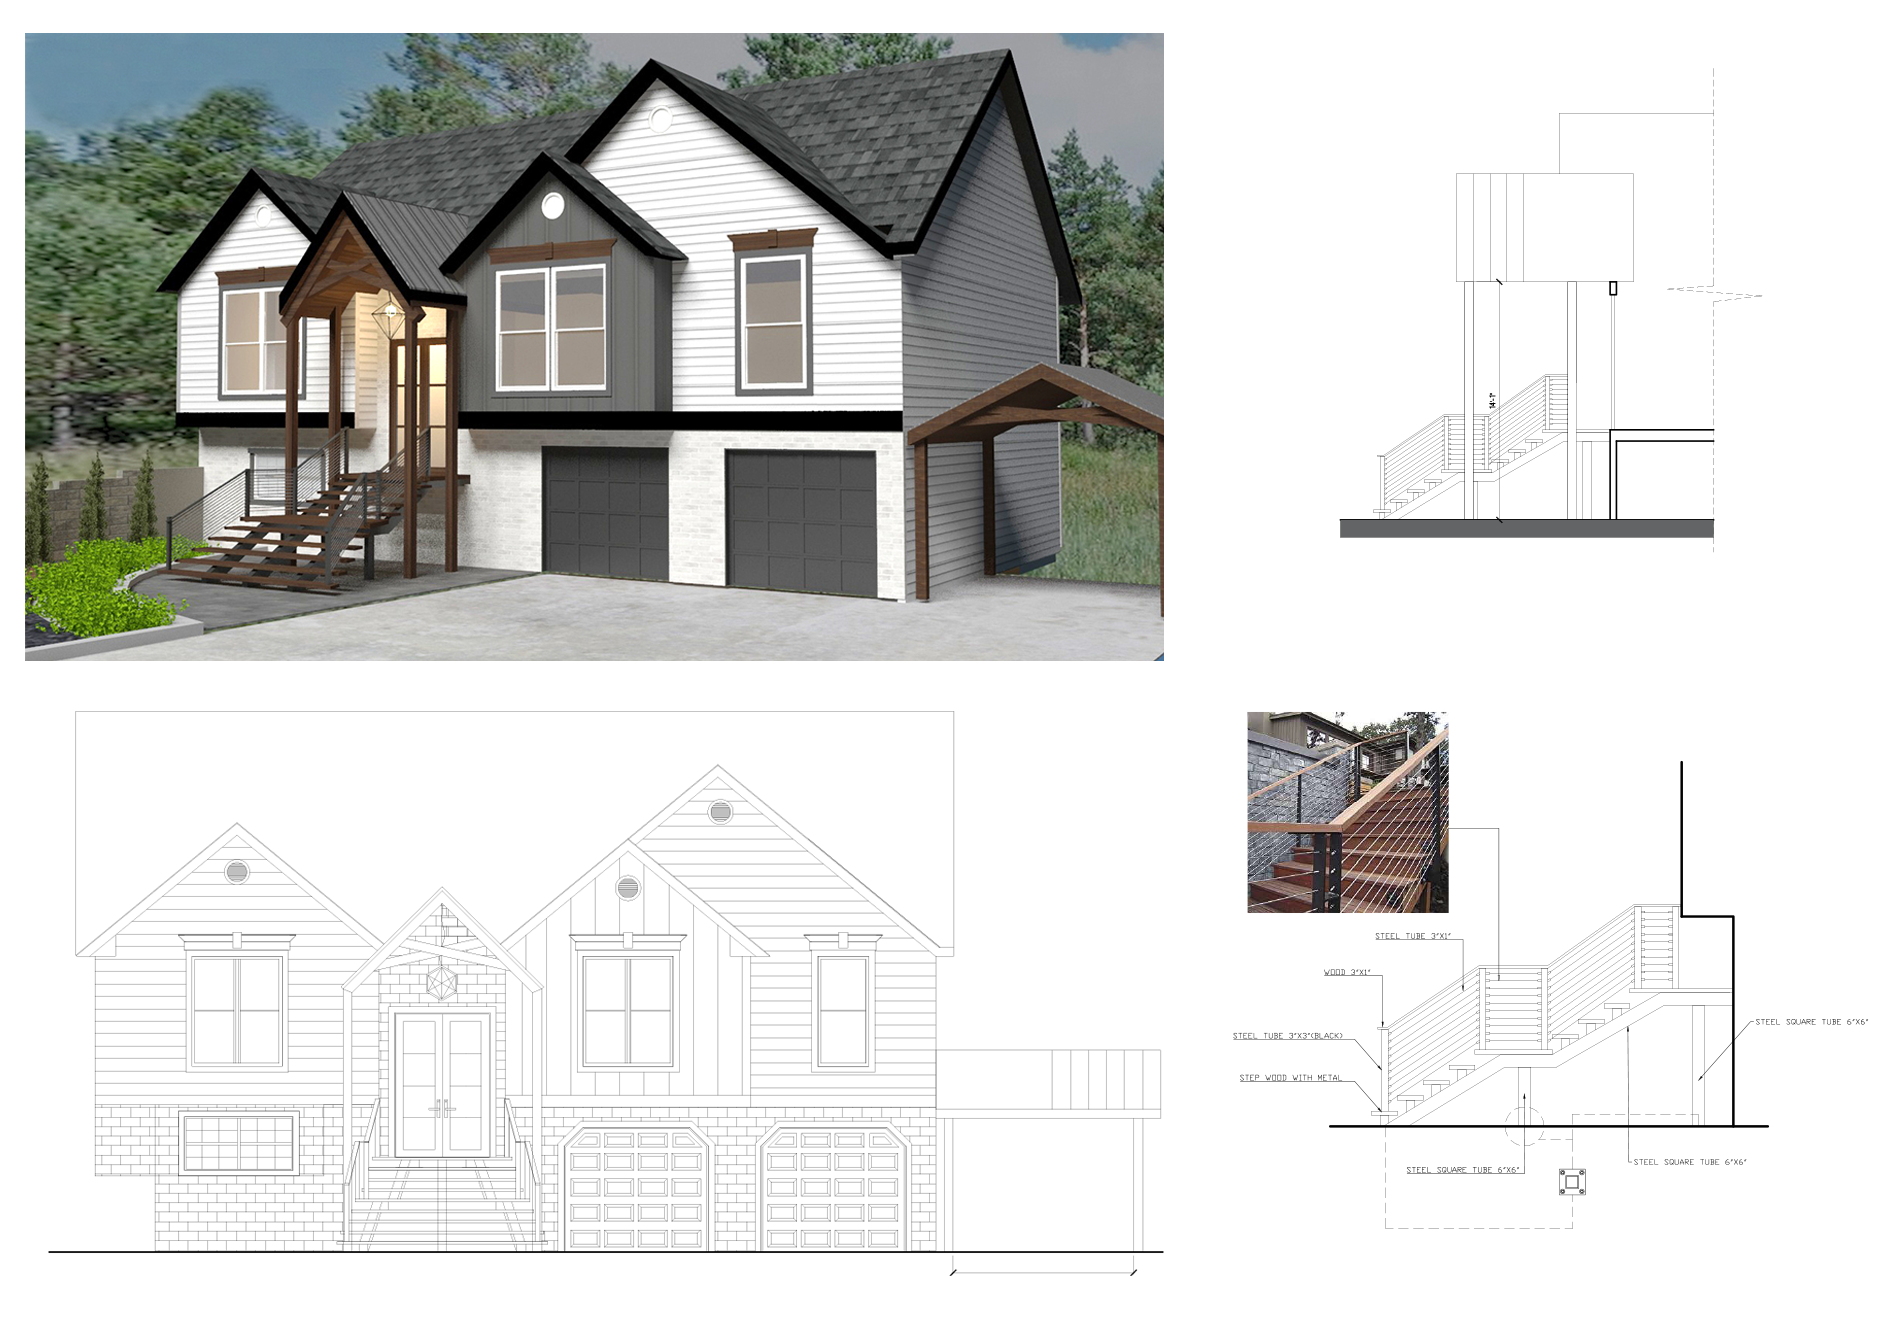 14'-1"
STEEL TUBE 3"X1"
WOOD 3"X1"
STEEL TUBE 3"X3"(BLACK)
STEEL SQUARE TUBE 6"X6"
STEP WOOD WITH METAL
STEEL SQUARE TUBE 6"X6"
STEEL SQUARE TUBE 6"X6"